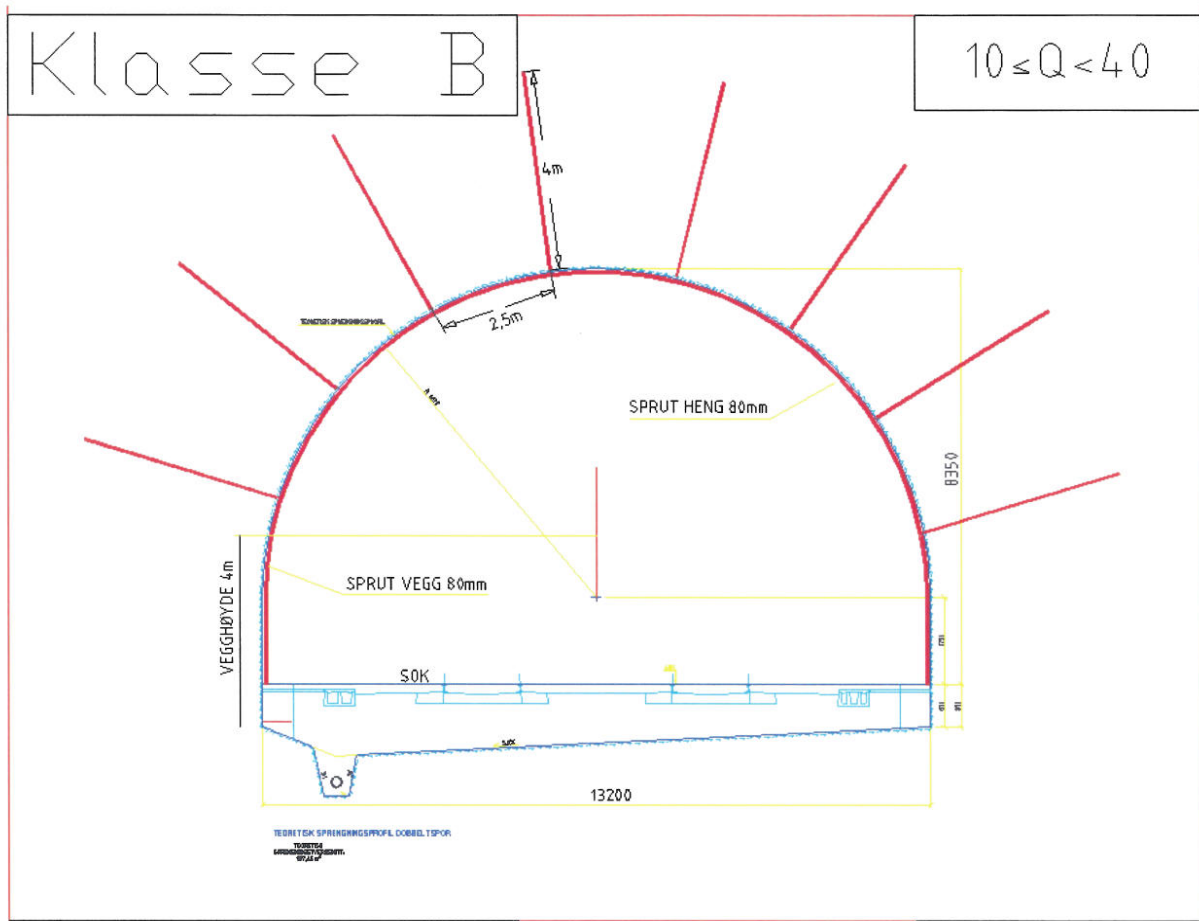 Klasse B
10 ≤ Q < 40
4m
2,5m
SPRUT HENG 80mm
8350
VEGGHØYDE 4m
SPRUT VEGG 80mm
SOK
13200
TEORETISK SPRENGNINGSPROFIL DOBBELTSPOR